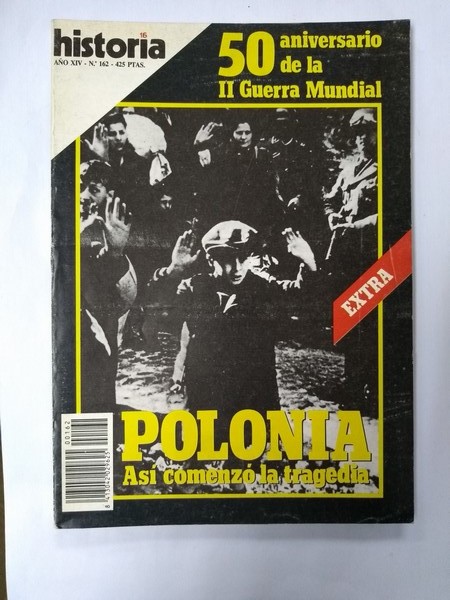 historia
16
AÑO XIV - N.º 162 - 425 PTAS.
50 aniversario
de la
II Guerra Mundial
EXTRA
POLONIA
Así comenzó la tragedia
00162